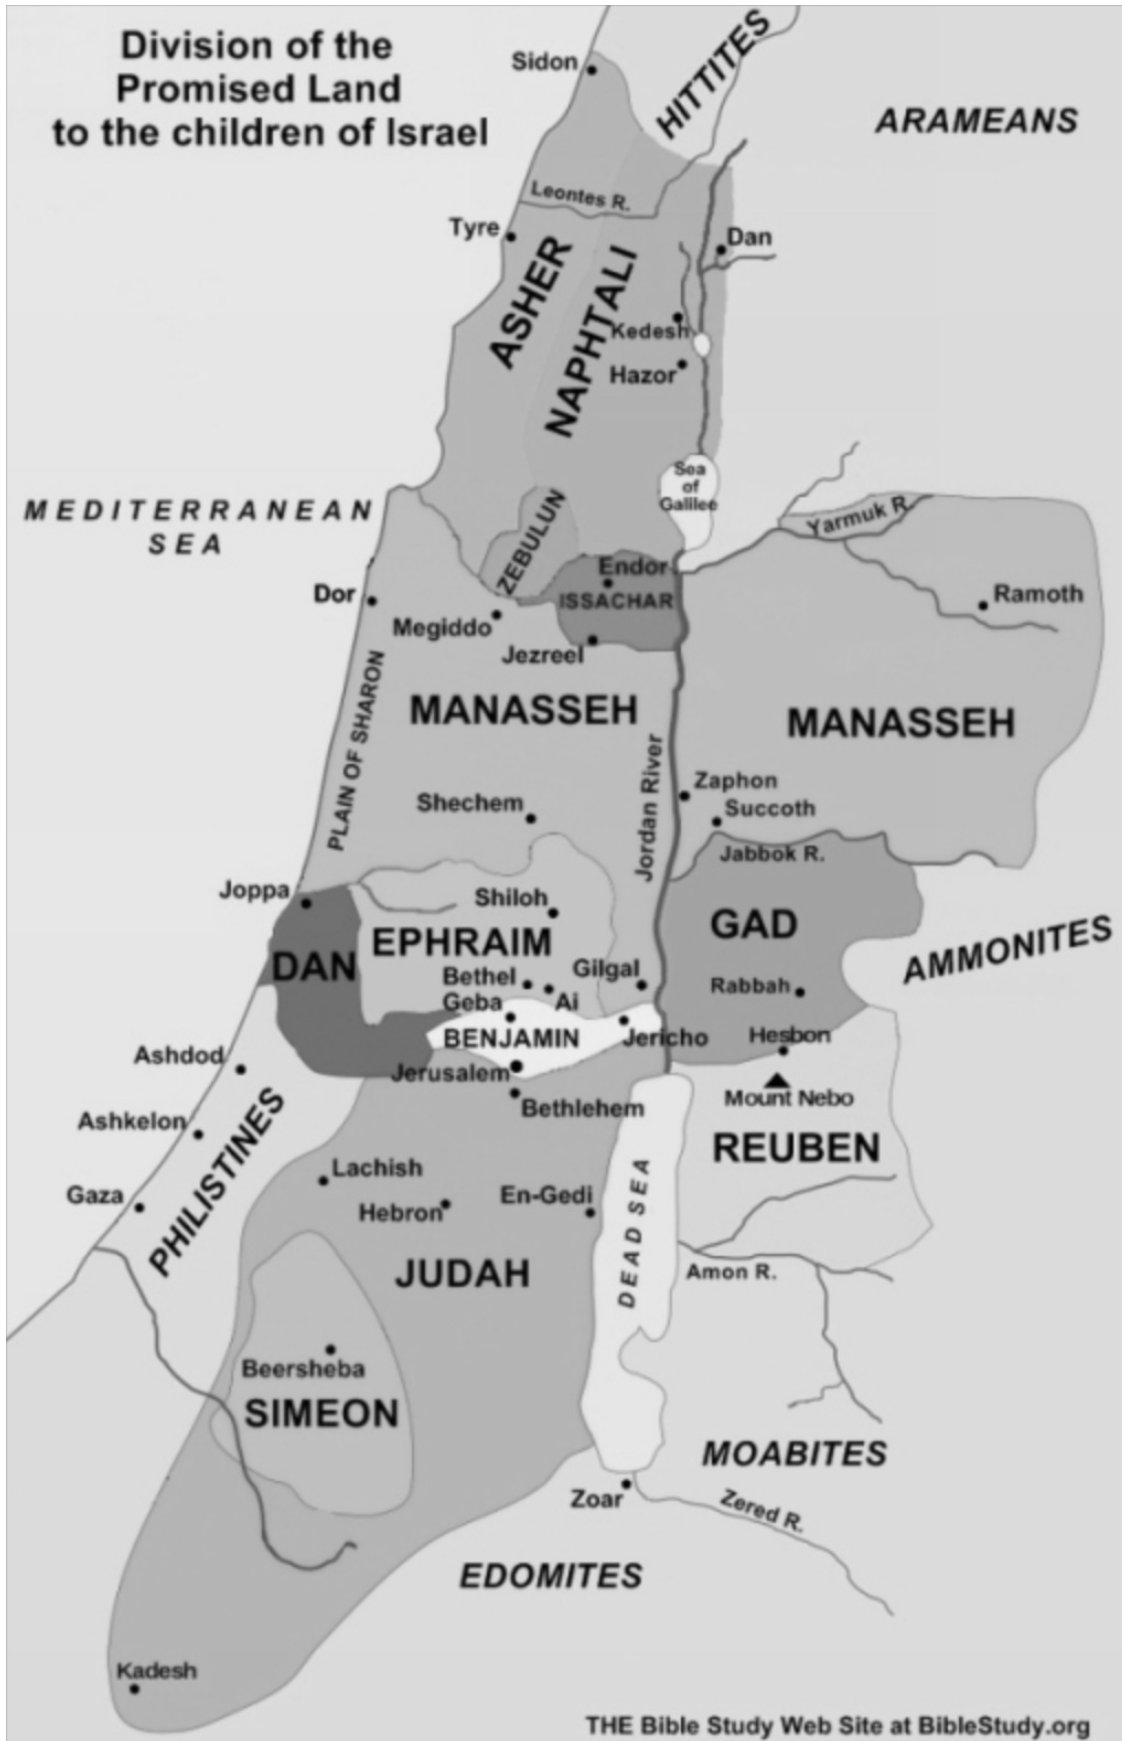 Division of the
Promised Land
to the children of Israel
Sidon
HITTITES
ARAMEANS
Leontes R.
Tyre
Dan
ASHER
NAPHTALI
Kedesh
Hazor
Sea
of
Galilee
MEDITERRANEAN
SEA
ZEBULUN
Yarmuk R.
Endor
ISSACHAR
Ramoth
Dor
Megiddo
Jezreel
PLAIN OF SHARON
MANASSEH
MANASSEH
Jordan River
Zaphon
Succoth
Shechem
Jabbok R.
Joppa
Shiloh
GAD
DAN
EPHRAIM
AMMONITES
Bethel
Gilgal
Rabbah
Geba
Ai
BENJAMIN
Jericho
Hesbon
Ashdod
Jerusalem
Mount Nebo
Bethlehem
Ashkelon
REUBEN
PHILISTINES
Lachish
Gaza
Hebron
En-Gedi
DEAD SEA
JUDAH
Amon R.
Beersheba
SIMEON
MOABITES
Zoar
Zered R.
EDOMITES
Kadesh
THE Bible Study Web Site at BibleStudy.org